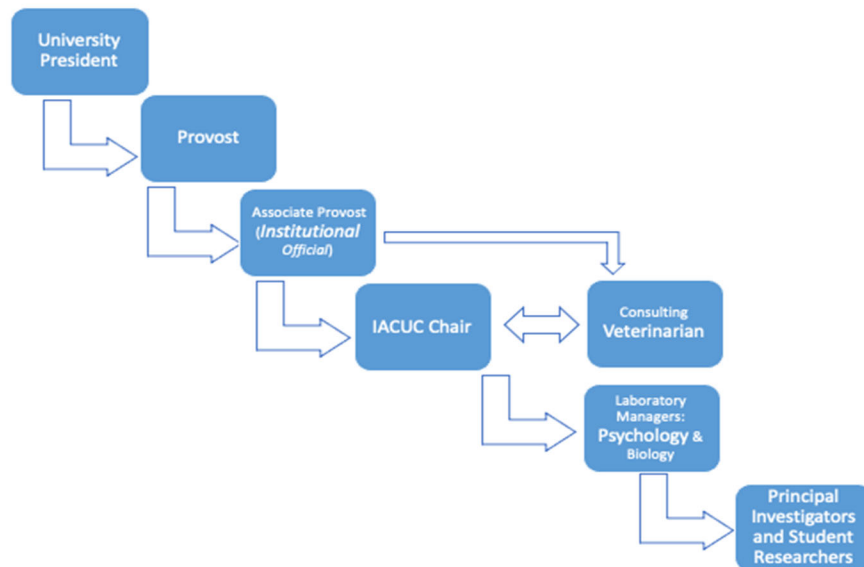 University
President
Provost
Associate Provost
(Institutional
Official)
IACUC Chair
Consulting
Veterinarian
Laboratory
Managers:
Psychology &
Biology
Principal
Investigators
and Student
Researchers